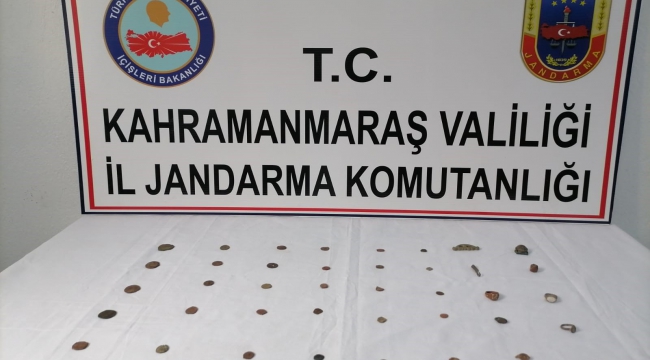 İÇİŞLERİ BAKANLIĞI
JANDARMA
T.C.
KAHRAMANMARAŞ VALİLİĞİ
İL JANDARMA KOMUTANLIĞI